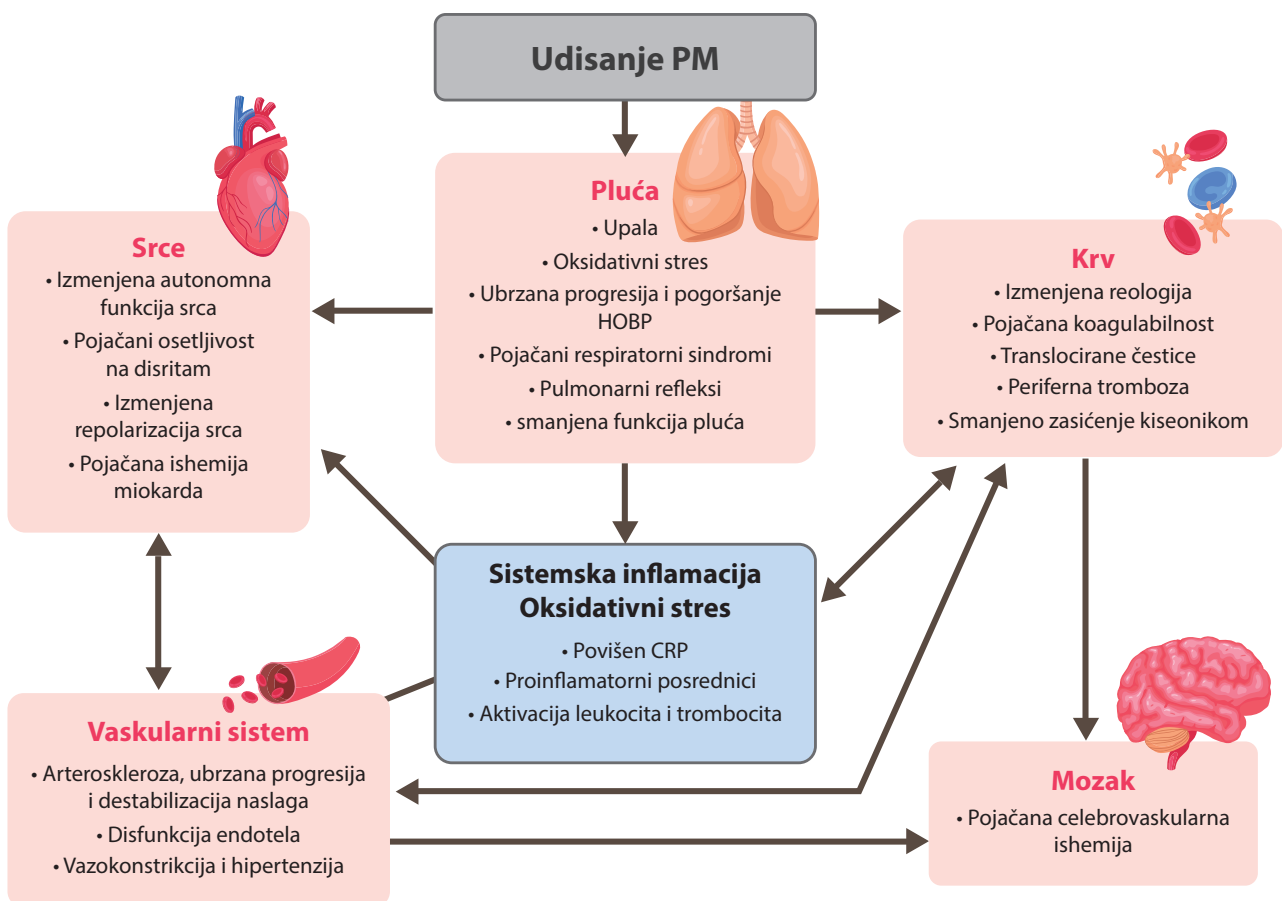 Udisanje PM
Pluća
• Upala
• Oksidativni stres
• Ubrzana progresija i pogoršanje
HOBP
• Pojačani respiratorni sindromi
• Pulmonarni refleksi
• smanjena funkcija pluća
Srce
• Izmenjena autonomna
funkcija srca
• Pojačani osetljivost
na disritam
• Izmenjena
repolarizacija srca
• Pojačana ishemija
miokarda
Krv
• Izmenjena reologija
• Pojačana koagulabilnost
• Translocirane čestice
• Periferna tromboza
• Smanjeno zasićenje kiseonikom
Sistemska inflamacija
Oksidativni stres
• Povišen CRP
• Proinflamatorni posrednici
• Aktivacija leukocita i trombocita
Vaskularni sistem
• Arteroskleroza, ubrzana progresija
i destabilizacija naslaga
• Disfunkcija endotela
• Vazokonstrikcija i hipertenzija
Mozak
• Pojačana celebrovaskularna
ishemija